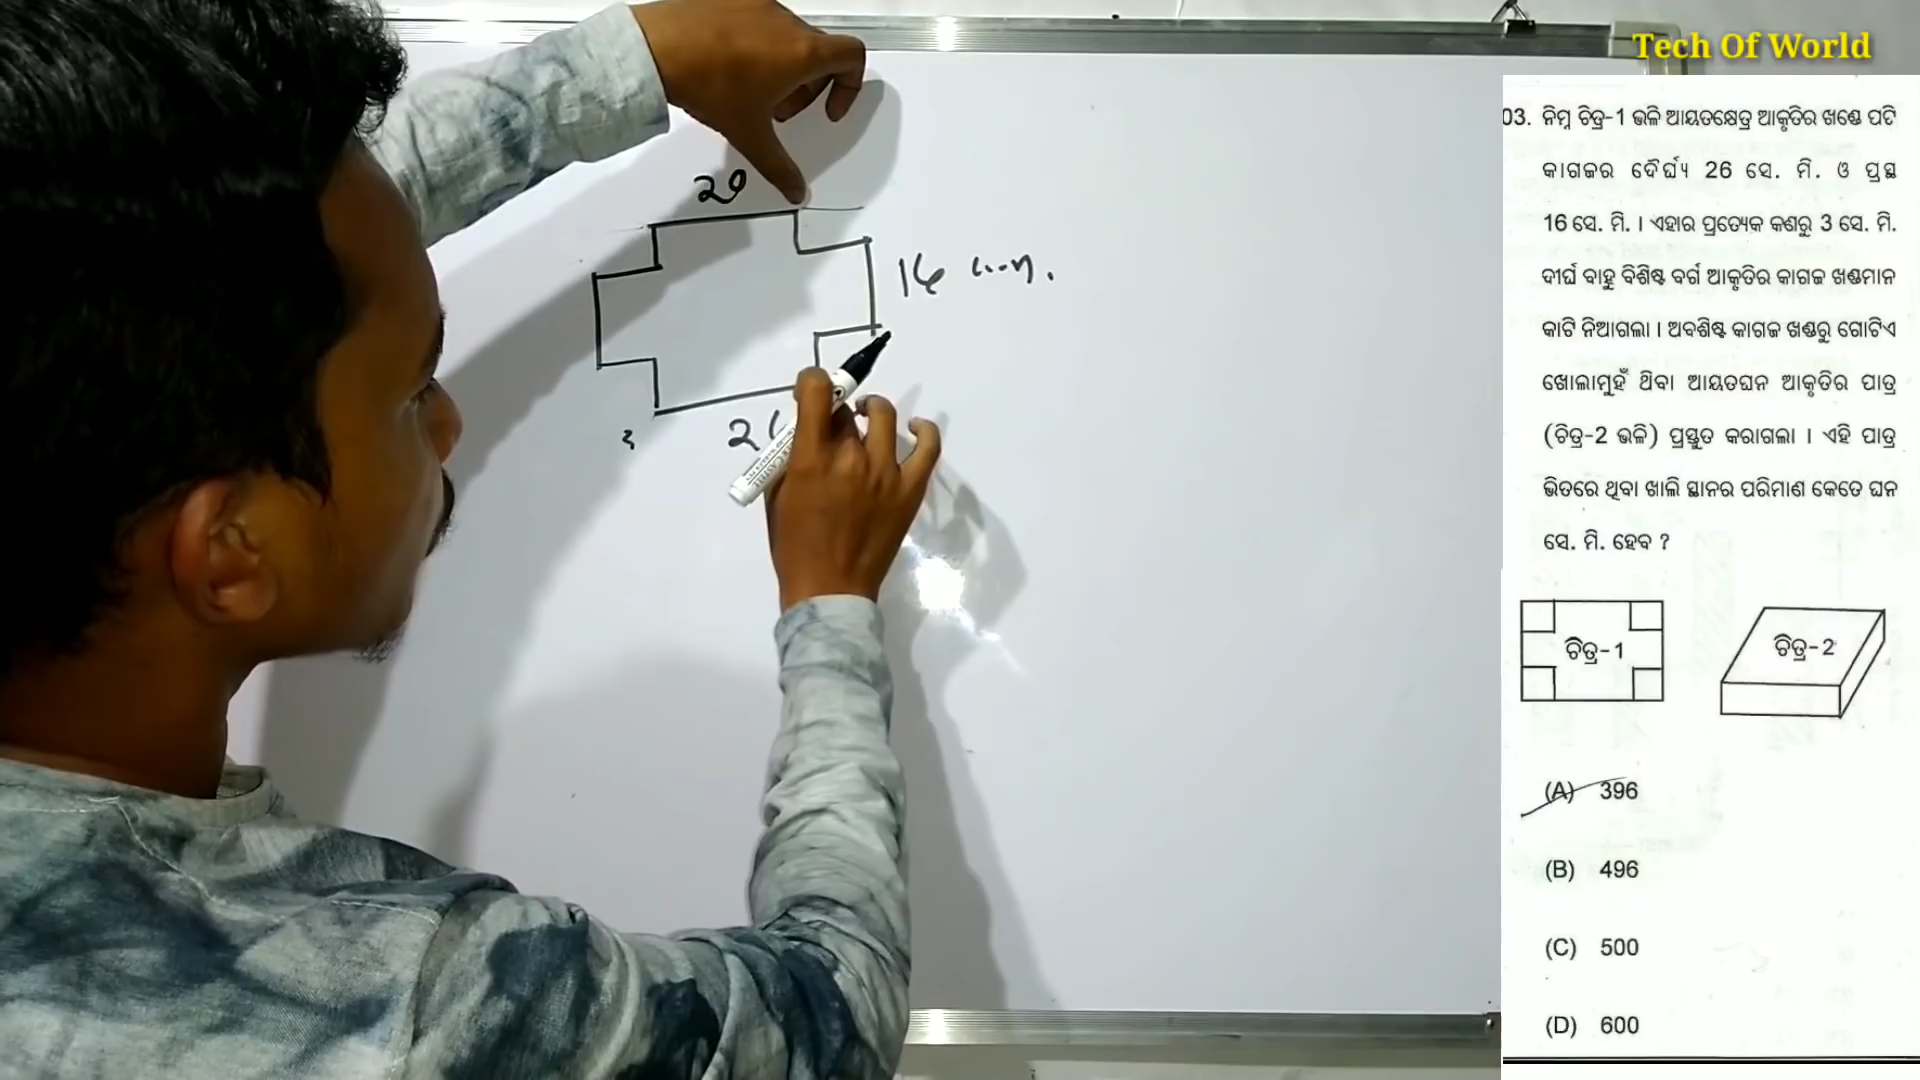 Tech Of World
20
16 
3
03. ନିମ୍ନ ଚିତ୍ର-1 ଭଳି ଆୟତକ୍ଷେତ୍ର ଆକୃତିର ଖଣ୍ଡେ ପଟି
କାଗଜର ଦୈର୍ଘ୍ୟ 26 ସେ. ମି. ଓ ପ୍ରସ୍ଥ
16 ସେ. ମି. । ଏହାର ପ୍ରତ୍ୟେକ କଣରୁ 3 ସେ. ମି.
ଦୀର୍ଘ ବାହୁ ବିଶିଷ୍ଟ ବର୍ଗ ଆକୃତିର କାଗଜ ଖଣ୍ଡମାନ
କାଟି ନିଆଗଲା । ଅବଶିଷ୍ଟ କାଗଜ ଖଣ୍ଡରୁ ଗୋଟିଏ
ଖୋଲାମୁହଁ ଥିବା ଆୟତଘନ ଆକୃତିର ପାତ୍ର
(ଚିତ୍ର-2 ଭଳି) ପ୍ରସ୍ତୁତ କରାଗଲା । ଏହି ପାତ୍ର
ଭିତରେ ଥିବା ଖାଲି ସ୍ଥାନର ପରିମାଣ କେତେ ଘନ
ସେ. ମି. ହେବ ?
ଚିତ୍ର-1
ଚିତ୍ର-2
(A) 396
(B) 496
(C) 500
(D) 600